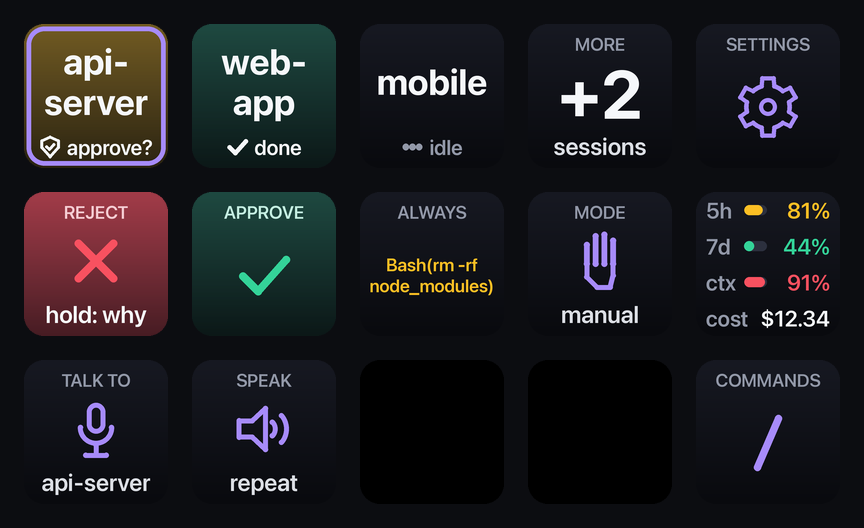 api-
server
approve?
web-
app
done
mobile
idle
MORE
+2
sessions
SETTINGS
REJECT
hold: why
APPROVE
ALWAYS
Bash(rm -rf
node_modules)
MODE
manual
5h 81%
7d 44%
ctx 91%
cost $12.34
TALK TO
api-server
SPEAK
repeat
COMMANDS
/